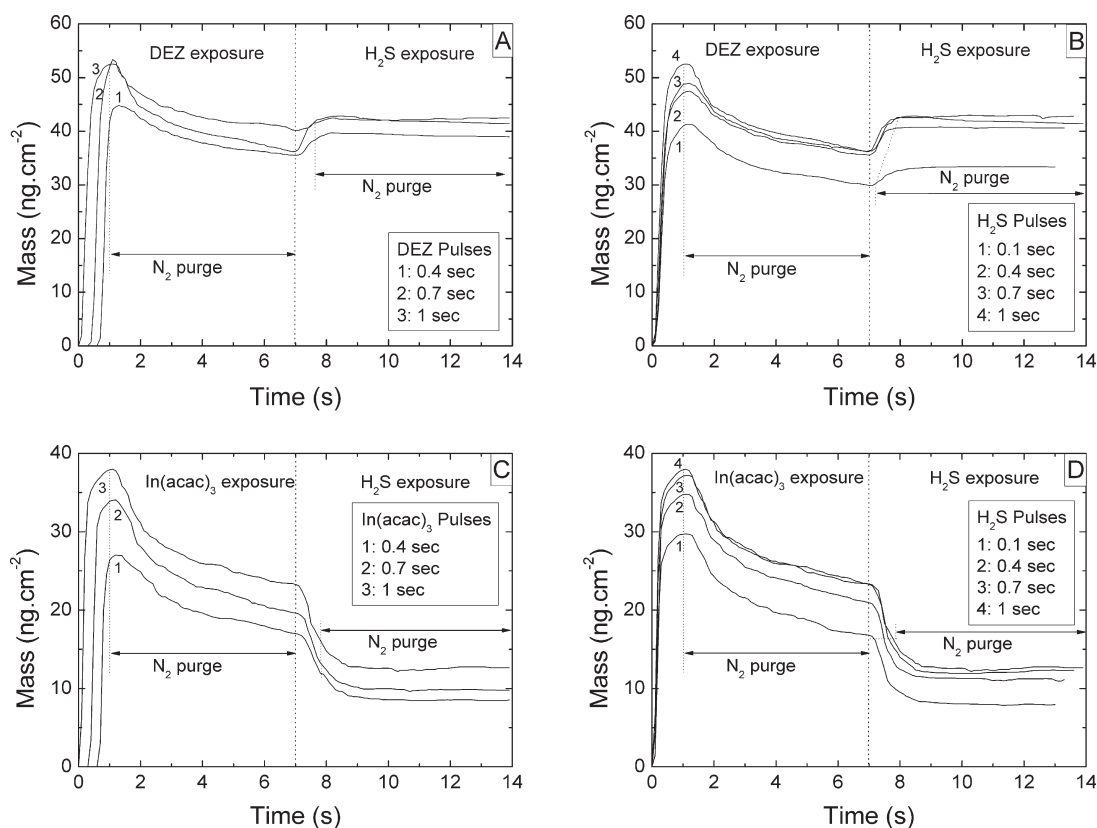 A
DEZ exposure
H₂S exposure
3
2
1
N₂ purge
N₂ purge
DEZ Pulses
1: 0.4 sec
2: 0.7 sec
3: 1 sec
Mass (ng.cm⁻²)
60
50
40
30
20
10
0
0 2 4 6 8 10 12 14
Time (s)
B
DEZ exposure
H₂S exposure
4
3
2
1
N₂ purge
N₂ purge
H₂S Pulses
1: 0.1 sec
2: 0.4 sec
3: 0.7 sec
4: 1 sec
Mass (ng.cm⁻²)
60
50
40
30
20
10
0
0 2 4 6 8 10 12 14
Time (s)
C
In(acac)₃ exposure
H₂S exposure
In(acac)₃ Pulses
1: 0.4 sec
2: 0.7 sec
3: 1 sec
3
2
1
N₂ purge
N₂ purge
Mass (ng.cm⁻²)
40
30
20
10
0
0 2 4 6 8 10 12 14
Time (s)
D
In(acac)₃ exposure
H₂S exposure
H₂S Pulses
1: 0.1 sec
2: 0.4 sec
3: 0.7 sec
4: 1 sec
4
3
2
1
N₂ purge
N₂ purge
Mass (ng.cm⁻²)
40
30
20
10
0
0 2 4 6 8 10 12 14
Time (s)